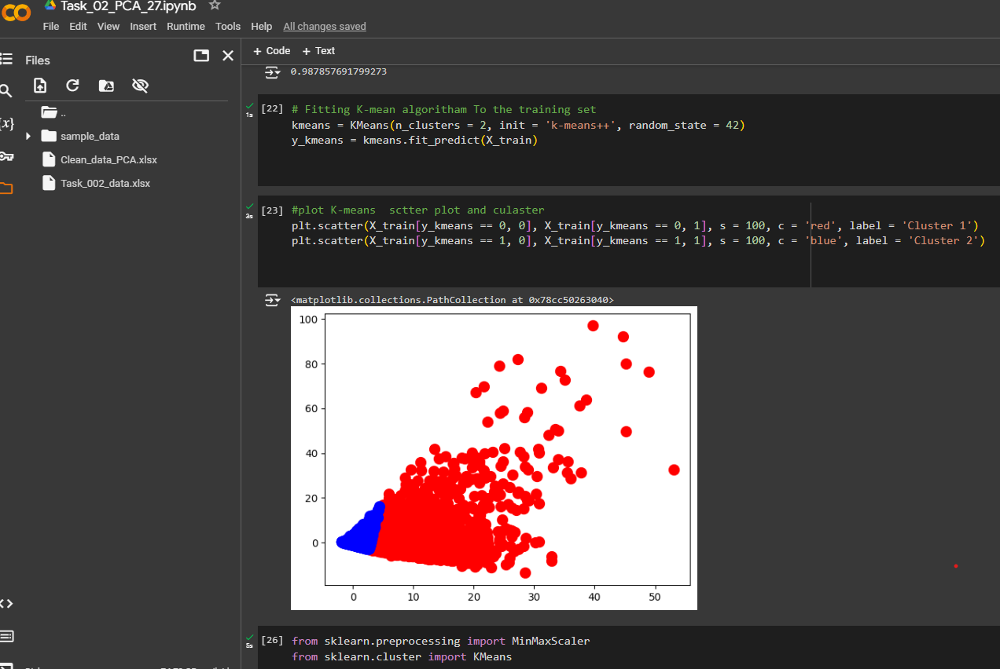 Task_02_PCA_27.ipynb
File Edit View Insert Runtime Tools Help All changes saved
Files
+ Code + Text
0.987857691799273
..
sample_data
Clean_data_PCA.xlsx
Task_002_data.xlsx
{x}
1s
[22] # Fitting K-mean algoritham To the training set
kmeans = KMeans(n_clusters = 2, init = 'k-means++', random_state = 42)
y_kmeans = kmeans.fit_predict(X_train)
3s
[23] #plot K-means  sctter plot and culaster
plt.scatter(X_train[y_kmeans == 0, 0], X_train[y_kmeans == 0, 1], s = 100, c = 'red', label = 'Cluster 1')
plt.scatter(X_train[y_kmeans == 1, 0], X_train[y_kmeans == 1, 1], s = 100, c = 'blue', label = 'Cluster 2')
<matplotlib.collections.PathCollection at 0x78cc50263040>
100
80
60
40
20
0
0 10 20 30 40 50
5s
[26] from sklearn.preprocessing import MinMaxScaler
from sklearn.cluster import KMeans